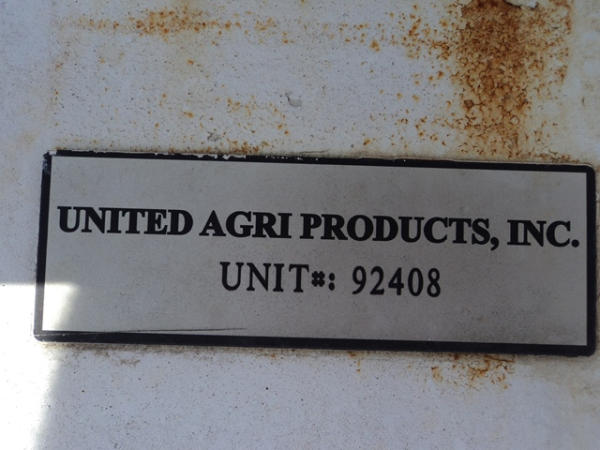 UNITED AGRI PRODUCTS, INC.
UNIT#: 92408